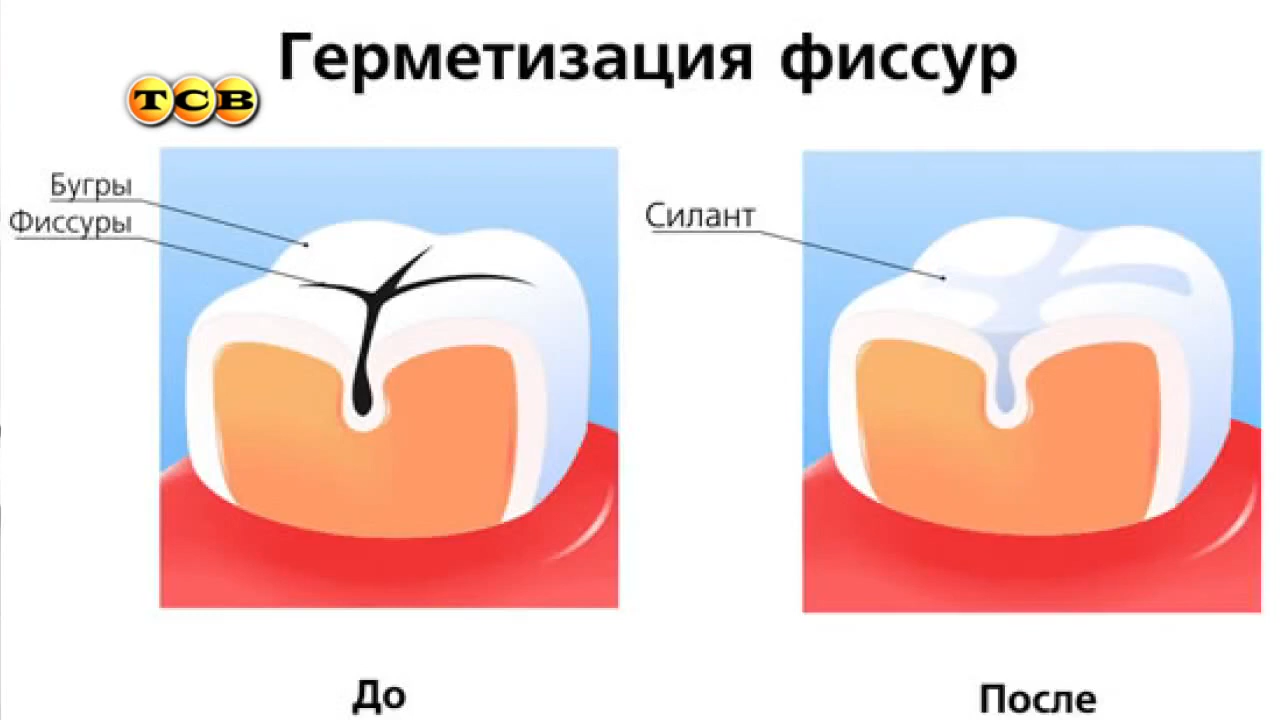 Герметизация фиссур
ТСВ
Бугры
Фиссуры
Силант
До
После